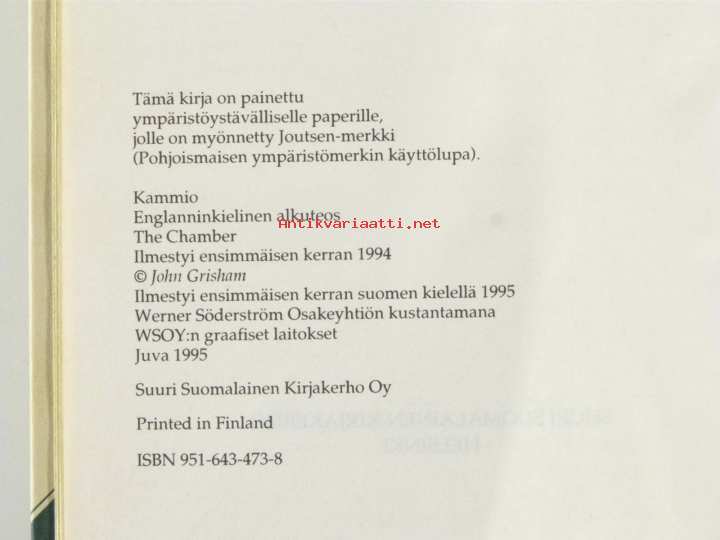 Tämä kirja on painettu
ympäristöystävälliselle paperille,
jolle on myönnetty Joutsen-merkki
(Pohjoismaisen ympäristömerkin käyttölupa).
Kammio
Englanninkielinen alkuteos
Antikvariaatti.net
The Chamber
Ilmestyi ensimmäisen kerran 1994
© John Grisham
Ilmestyi ensimmäisen kerran suomen kielellä 1995
Werner Söderström Osakeyhtiön kustantamana
WSOY:n graafiset laitokset
Juva 1995
Suuri Suomalainen Kirjakerho Oy
Printed in Finland
ISBN 951-643-473-8